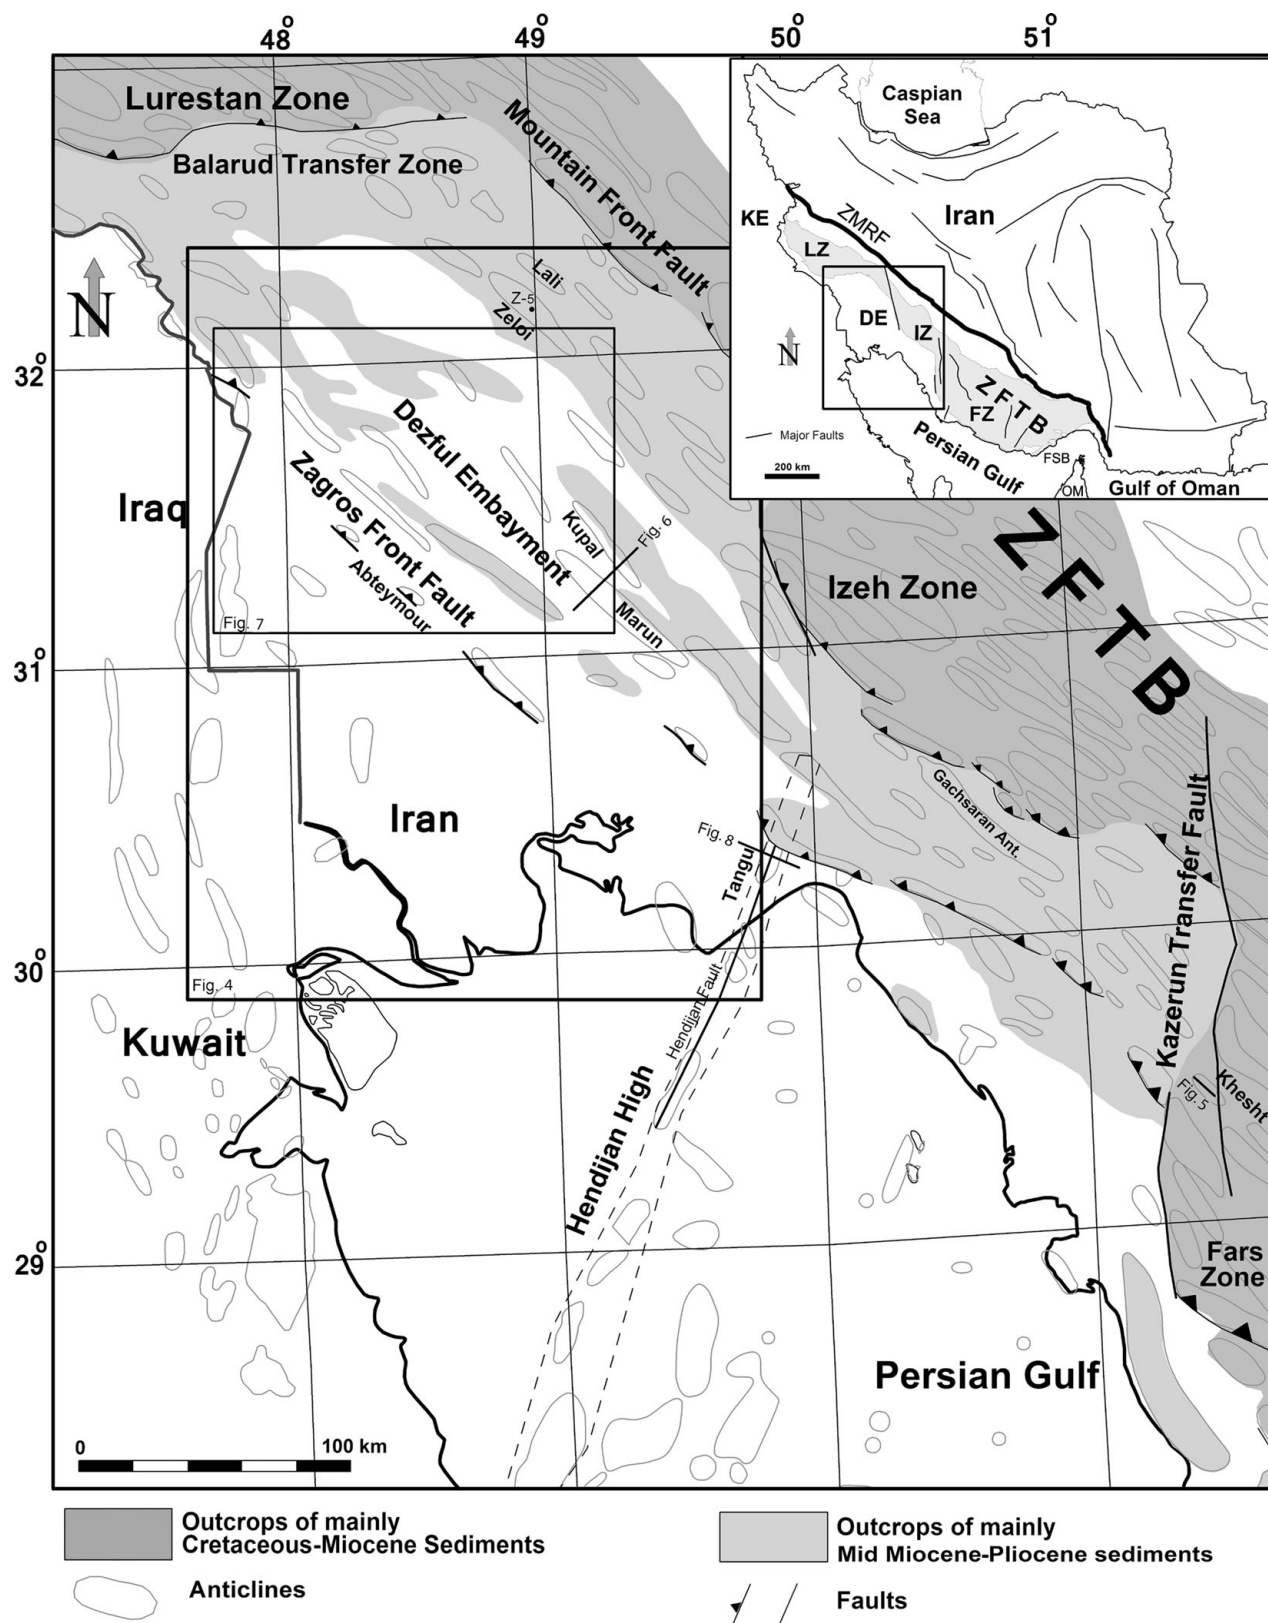 48°
49°
50°
51°
Lurestan Zone
Balarud Transfer Zone
Mountain Front Fault
Caspian
Sea
KE
ZMRF
Iran
LZ
DE
IZ
N
ZFTB
FZ
Major Faults
200 km
Persian Gulf
FSB
OM
Gulf of Oman
N
Lali
Z-5
Zeloi
32°
Dezful Embayment
Zagros Front Fault
Iraq
Kupal
Fig. 6
Abteymour
Marun
Fig. 7
Izeh Zone
ZFTB
31°
Iran
Gachsaran Ant.
Fig. 8
Tangu
Kazerun Transfer Fault
30°
Fig. 4
Hendijan Fault
Kuwait
Hendijan High
Fig. 5
Khesht
29°
Fars
Zone
Persian Gulf
0
100 km
Outcrops of mainly
Cretaceous-Miocene Sediments
Outcrops of mainly
Mid Miocene-Pliocene sediments
Anticlines
Faults